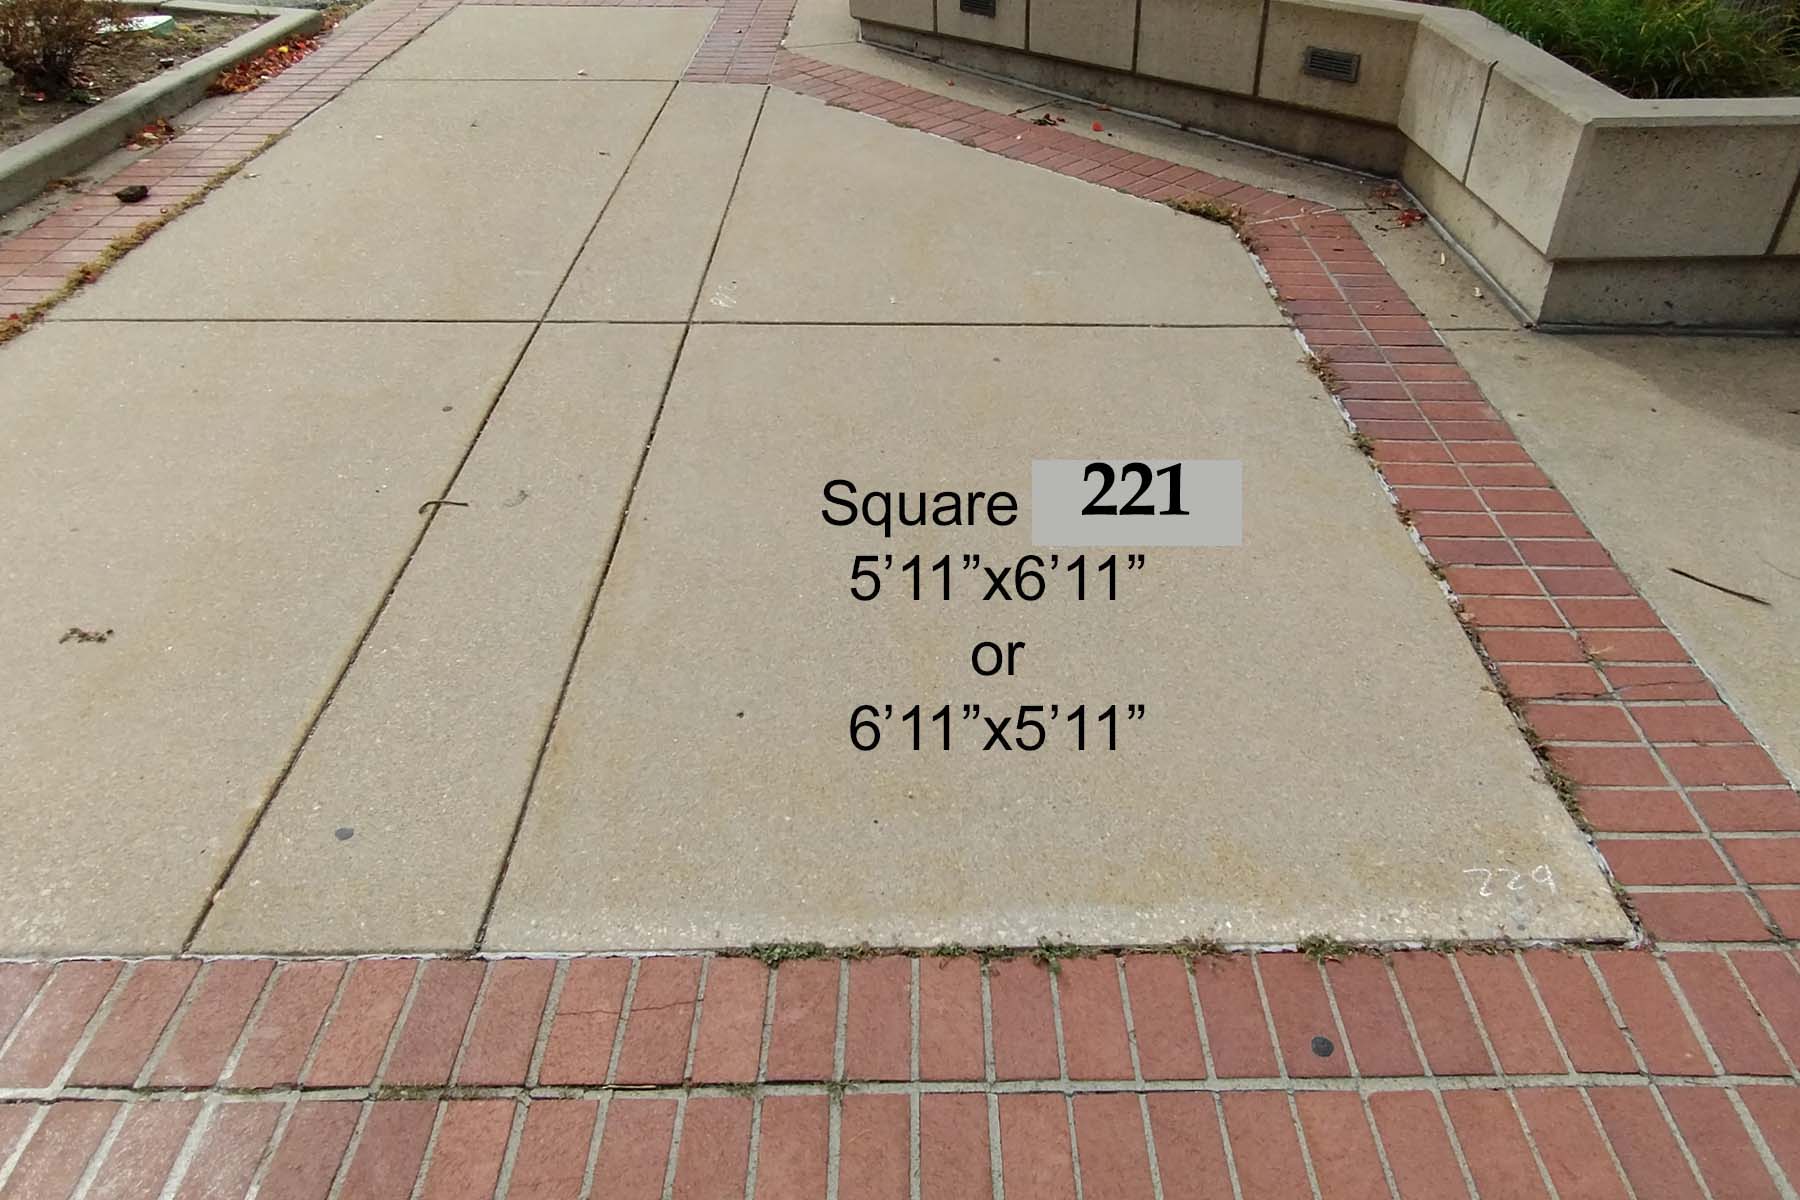 Square 221
5’11”x6’11”
or
6’11”x5’11”
229